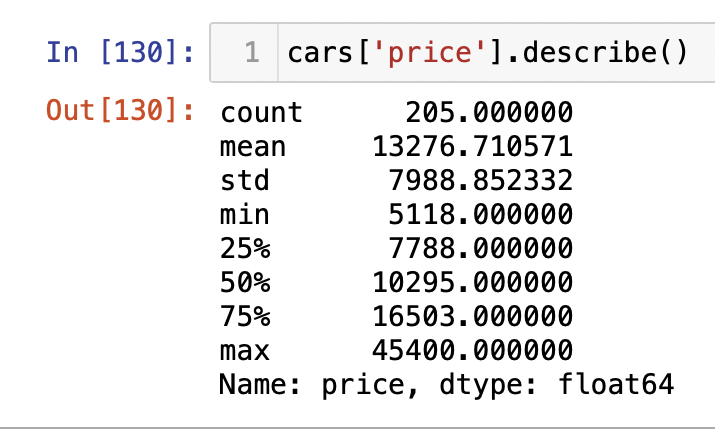 In [130]: 1 cars['price'].describe()
Out[130]: count 205.000000
mean 13276.710571
std 7988.852332
min 5118.000000
25% 7788.000000
50% 10295.000000
75% 16503.000000
max 45400.000000
Name: price, dtype: float64